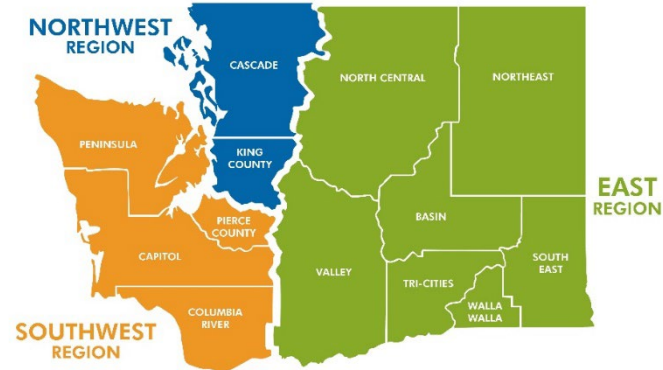 NORTHWEST
REGION
CASCADE
NORTH CENTRAL
NORTHEAST
PENINSULA
KING
COUNTY
EAST
REGION
PIERCE
COUNTY
BASIN
CAPITOL
VALLEY
SOUTH
EAST
TRI-CITIES
COLUMBIA
RIVER
WALLA
WALLA
SOUTHWEST
REGION